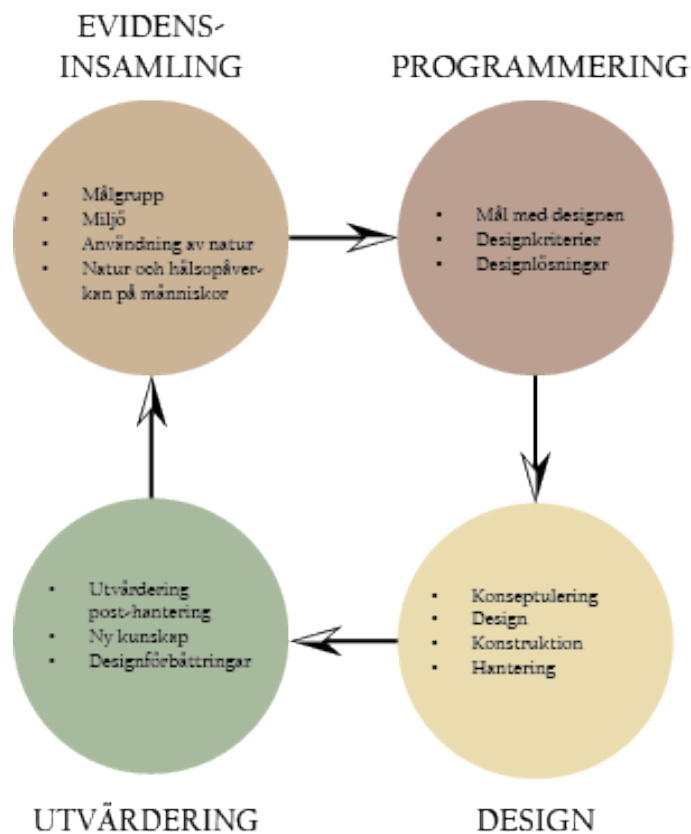 EVIDENS-
INSAMLING
• Målgrupp
• Miljö
• Användning av natur
• Natur och hälsopåver-
kan på människor
PROGRAMMERING
• Mål med designen
• Designkriterier
• Designlösningar
• Konseptulering
• Design
• Konstruktion
• Hantering
DESIGN
• Utvärdering
post-hantering
• Ny kunskap
• Designförbättringar
UTVÄRDERING